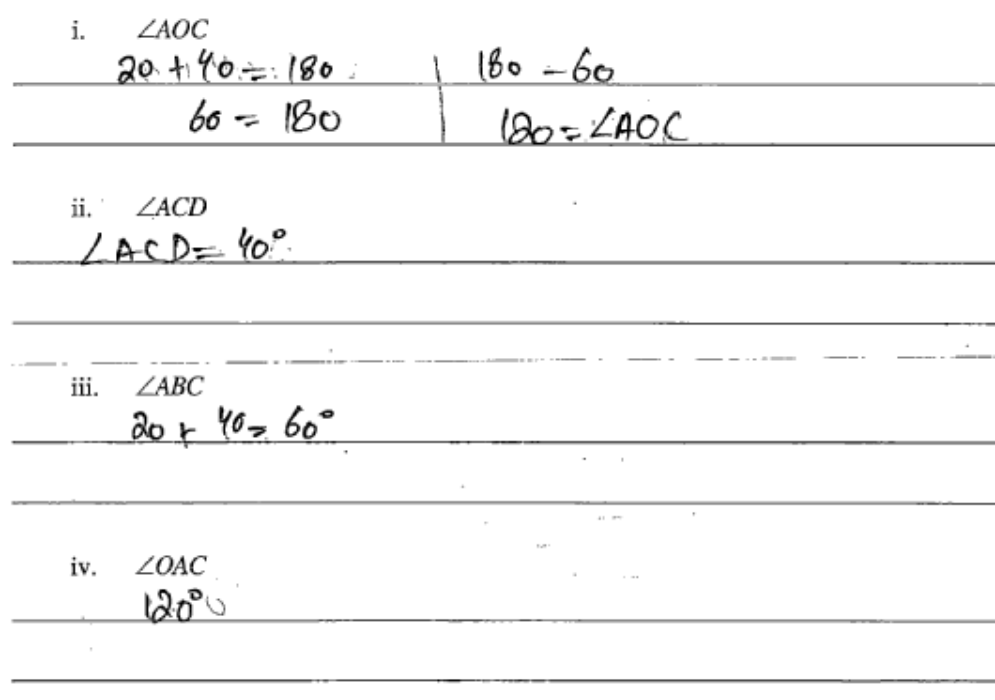 i. ∠AOC
20 + 40 = 180 | 180 - 60
60 = 180 | 120 = ∠AOC
ii. ∠ACD
∠ACD = 40°
iii. ∠ABC
20 + 40 = 60°
iv. ∠OAC
120°